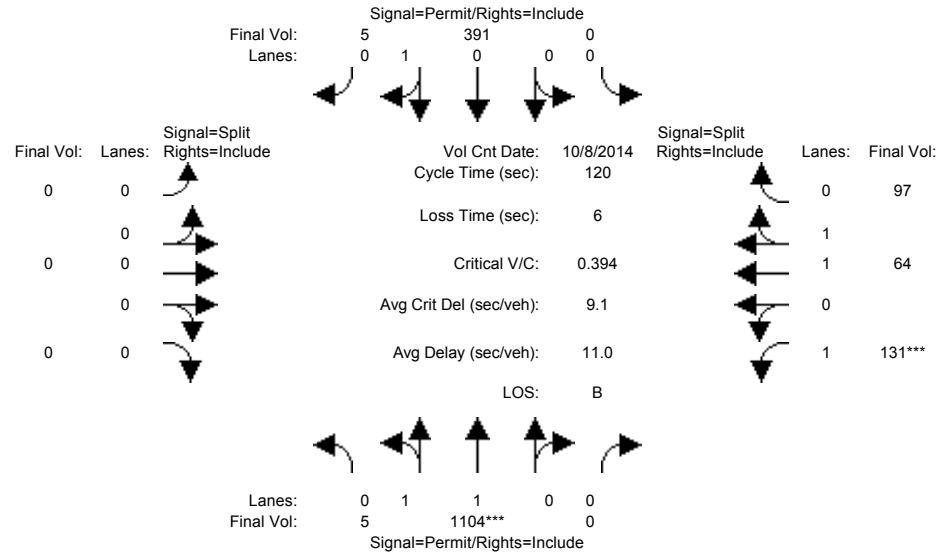 Signal=Permit/Rights=Include
Final Vol: 5 391 0
Lanes: 0 1 0 0 0
Signal=Split Signal=Split
Final Vol: Lanes: Rights=Include Vol Cnt Date: 10/8/2014 Rights=Include Lanes: Final Vol:
Cycle Time (sec): 120
0 0 0 97
Loss Time (sec): 6
0 1
0 0 Critical V/C: 0.394 1 64
0 Avg Crit Del (sec/veh): 9.1 0
0 0 Avg Delay (sec/veh): 11.0 1 131***
LOS: B
Lanes: 0 1 1 0 0
Final Vol: 5 1104*** 0
Signal=Permit/Rights=Include